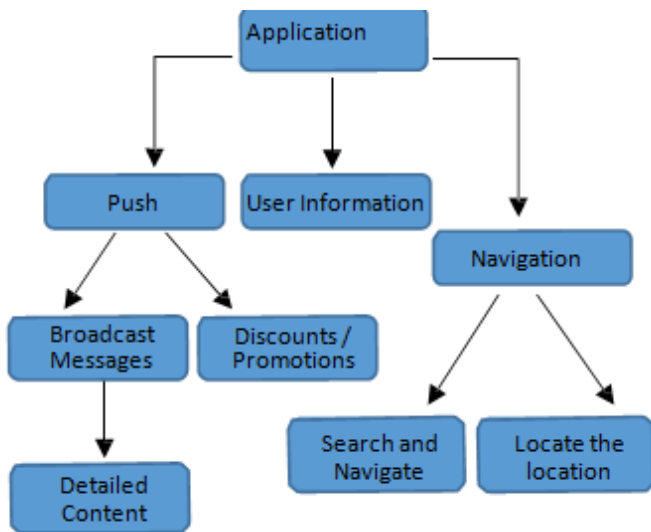 Application
Push
User Information
Navigation
Broadcast
Messages
Discounts /
Promotions
Search and
Navigate
Locate the
location
Detailed
Content